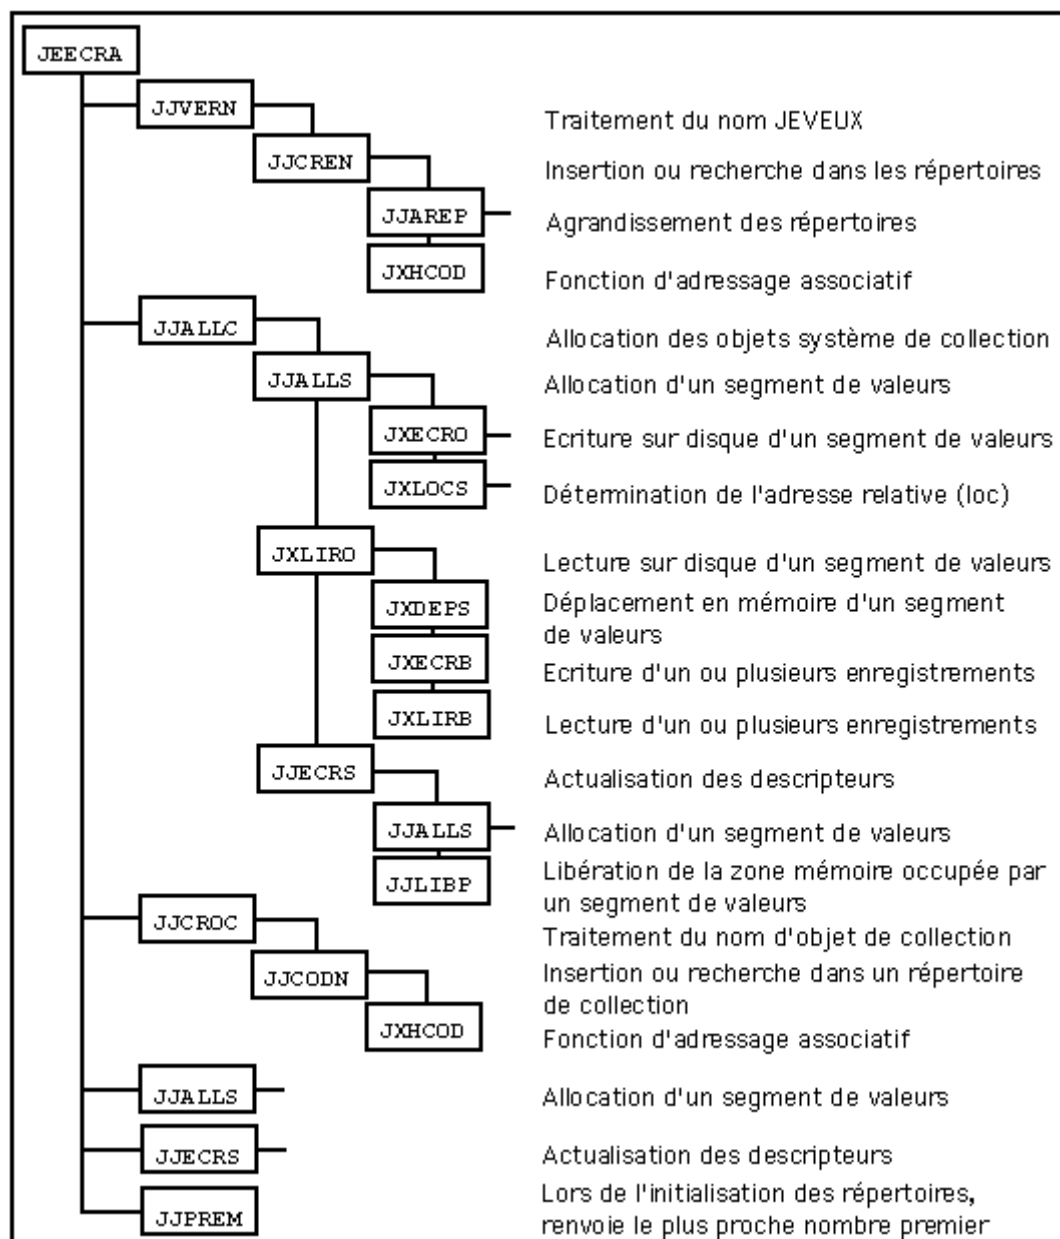 JEECRA
JJVERN
Traitement du nom JEVEUX
JJCREN
Insertion ou recherche dans les répertoires
JJAREP
Agrandissement des répertoires
JXHCOD
Fonction d'adressage associatif
JJALLC
Allocation des objets système de collection
JJALLS
Allocation d'un segment de valeurs
JXECRO
Ecriture sur disque d'un segment de valeurs
JXLOCS
Détermination de l'adresse relative (loc)
JXLIRO
Lecture sur disque d'un segment de valeurs
JXDEPS
Déplacement en mémoire d'un segment
de valeurs
JXECRB
Ecriture d'un ou plusieurs enregistrements
JXLIRB
Lecture d'un ou plusieurs enregistrements
JJECRS
Actualisation des descripteurs
JJALLS
Allocation d'un segment de valeurs
JJLIBP
Libération de la zone mémoire occupée par
un segment de valeurs
JJCROC
Traitement du nom d'objet de collection
JJCODN
Insertion ou recherche dans un répertoire
de collection
JXHCOD
Fonction d'adressage associatif
JJALLS
Allocation d'un segment de valeurs
JJECRS
Actualisation des descripteurs
JJPREM
Lors de l'initialisation des répertoires,
renvoie le plus proche nombre premier